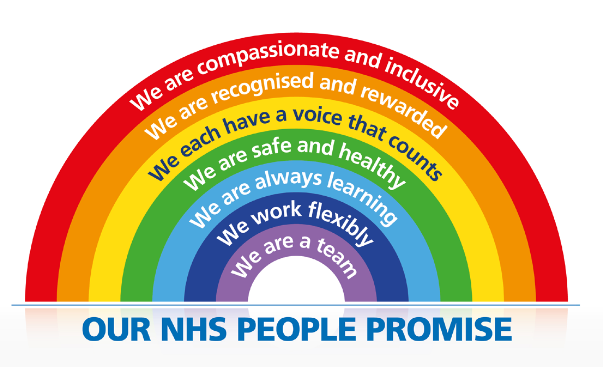 We are compassionate and inclusive
We are recognised and rewarded
We each have a voice that counts
We are safe and healthy
We are always learning
We work flexibly
We are a team
OUR NHS PEOPLE PROMISE